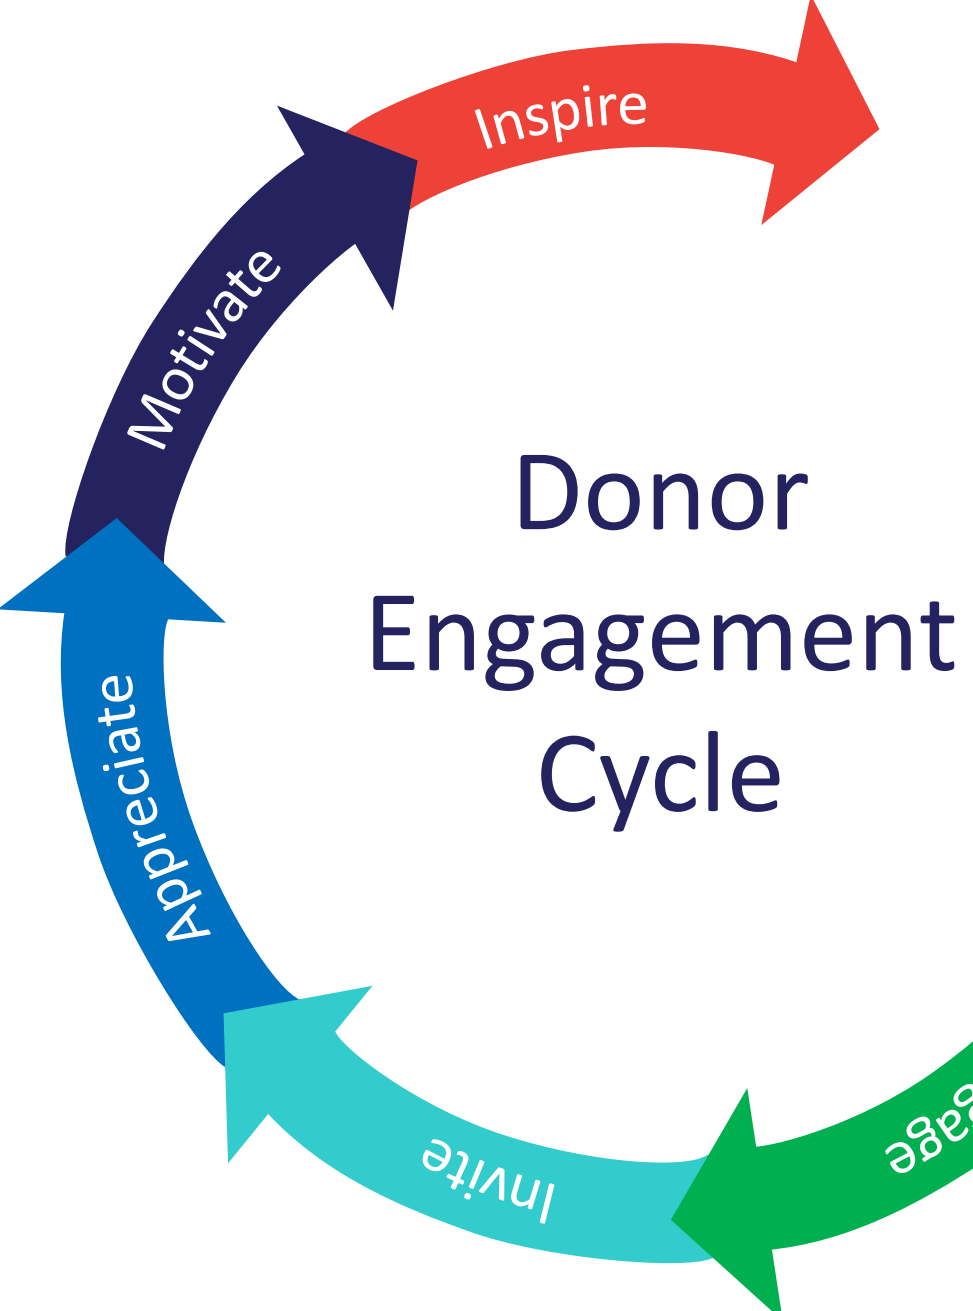 Inspire
Motivate
Donor
Engagement
Cycle
Appreciate
Invite